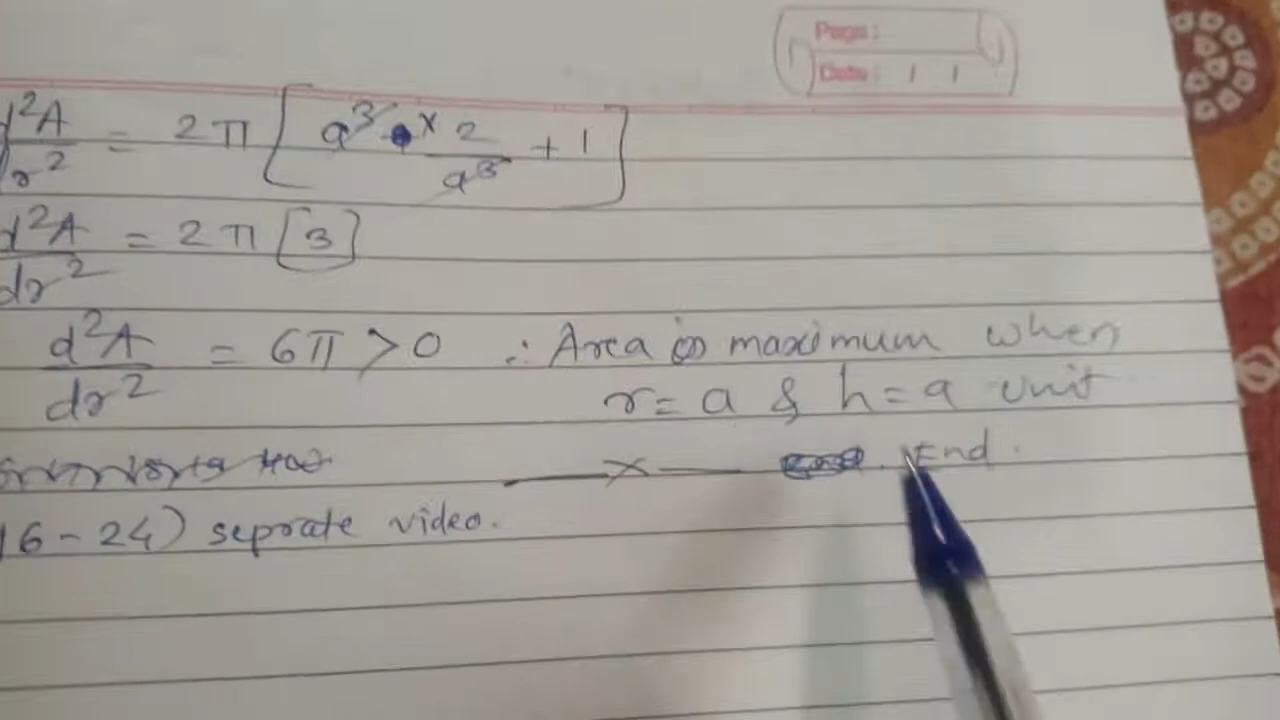 Page :
Date : / /
d²A/r² = 2π [a³ × 2/a³ + 1]
d²A/dr² = 2π [3]
d²A/dr² = 6π > 0 ∴ Area is maximum when
r = a & h = a unit
—x— End.
16 - 24) seprate video.